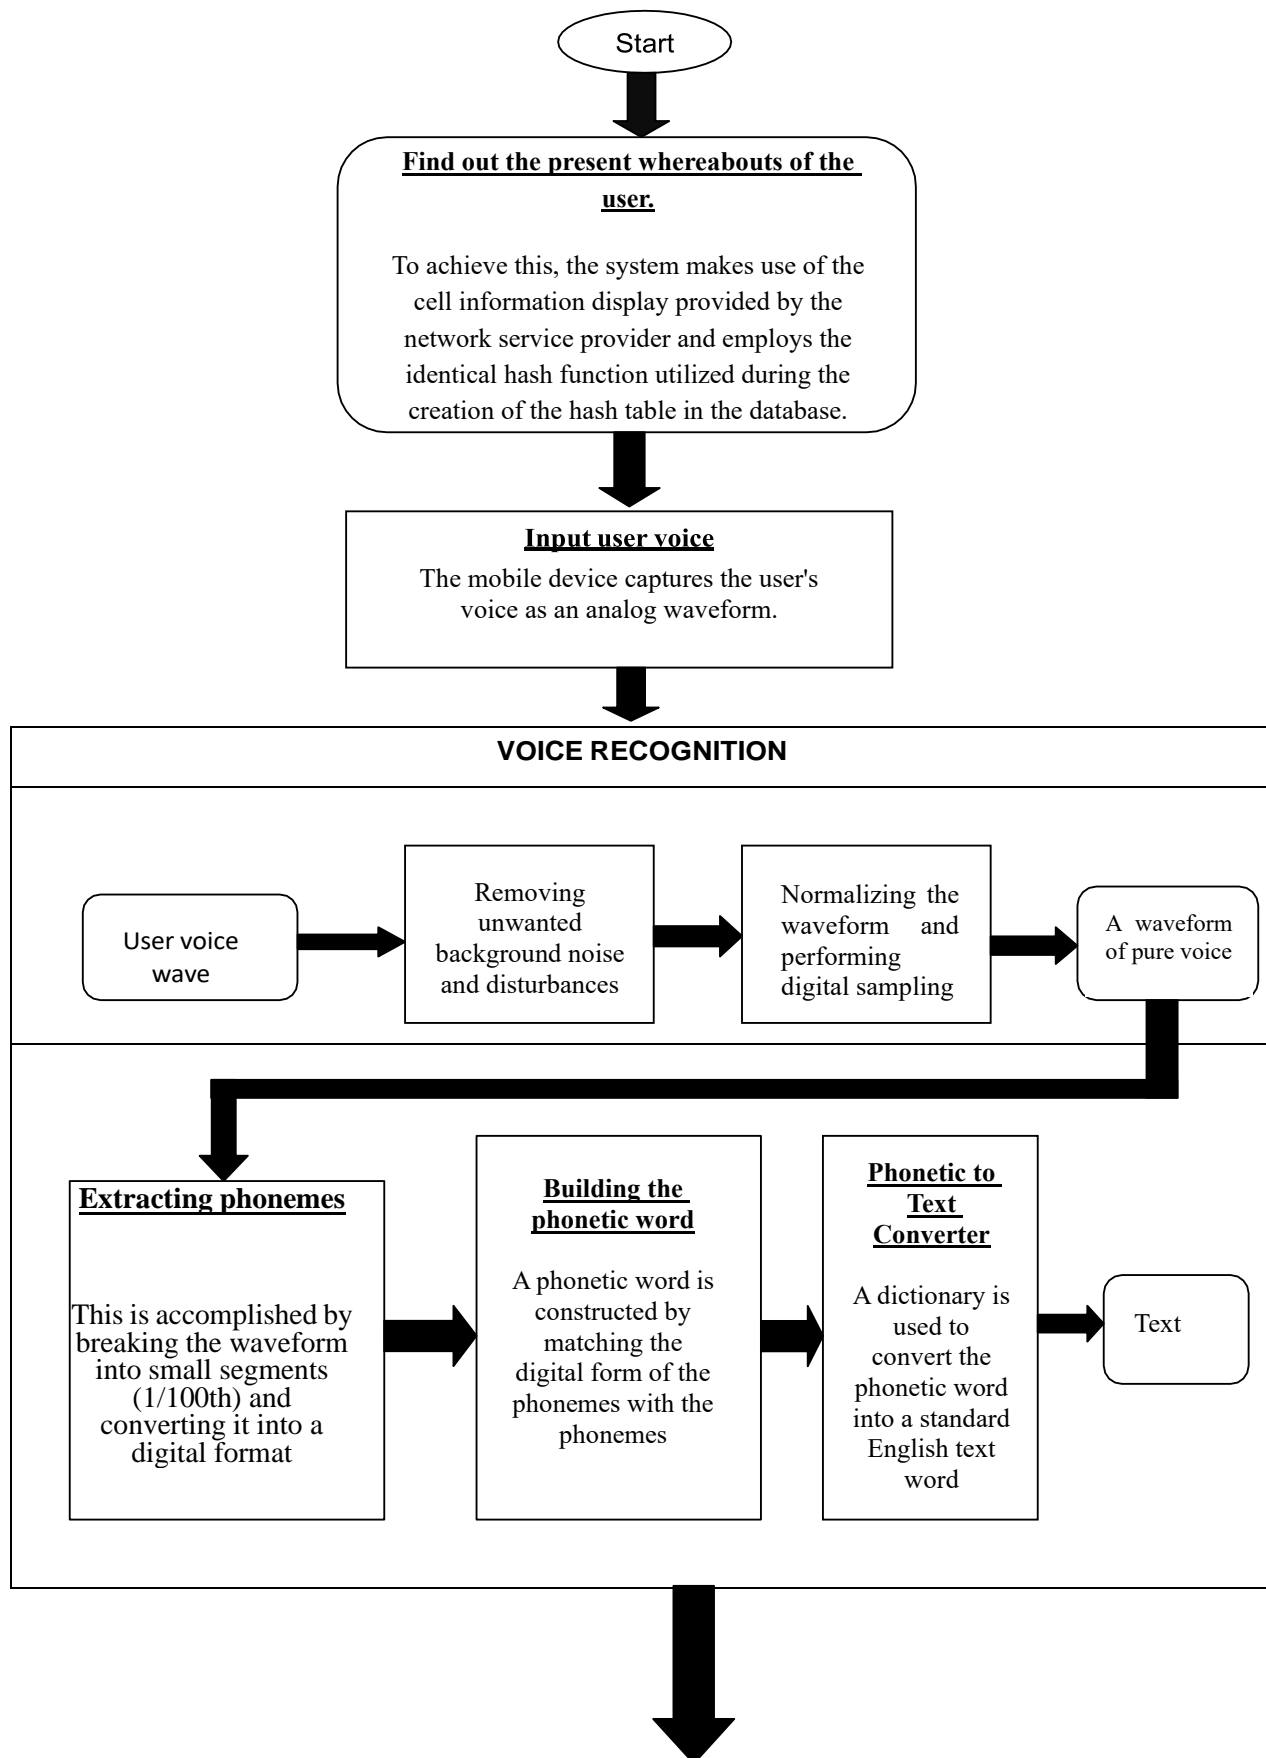 Start
Find out the present whereabouts of the
user.
To achieve this, the system makes use of the
cell information display provided by the
network service provider and employs the
identical hash function utilized during the
creation of the hash table in the database.
Input user voice
The mobile device captures the user's
voice as an analog waveform.
VOICE RECOGNITION
User voice
wave
Removing
unwanted
background noise
and disturbances
Normalizing the
waveform and
performing
digital sampling
A waveform
of pure voice
Extracting phonemes
This is accomplished by
breaking the waveform
into small segments
(1/100th) and
converting it into a
digital format
Building the
phonetic word
A phonetic word is
constructed by
matching the
digital form of the
phonemes with the
phonemes
Phonetic to
Text
Converter
A dictionary is
used to
convert the
phonetic word
into a standard
English text
word
Text